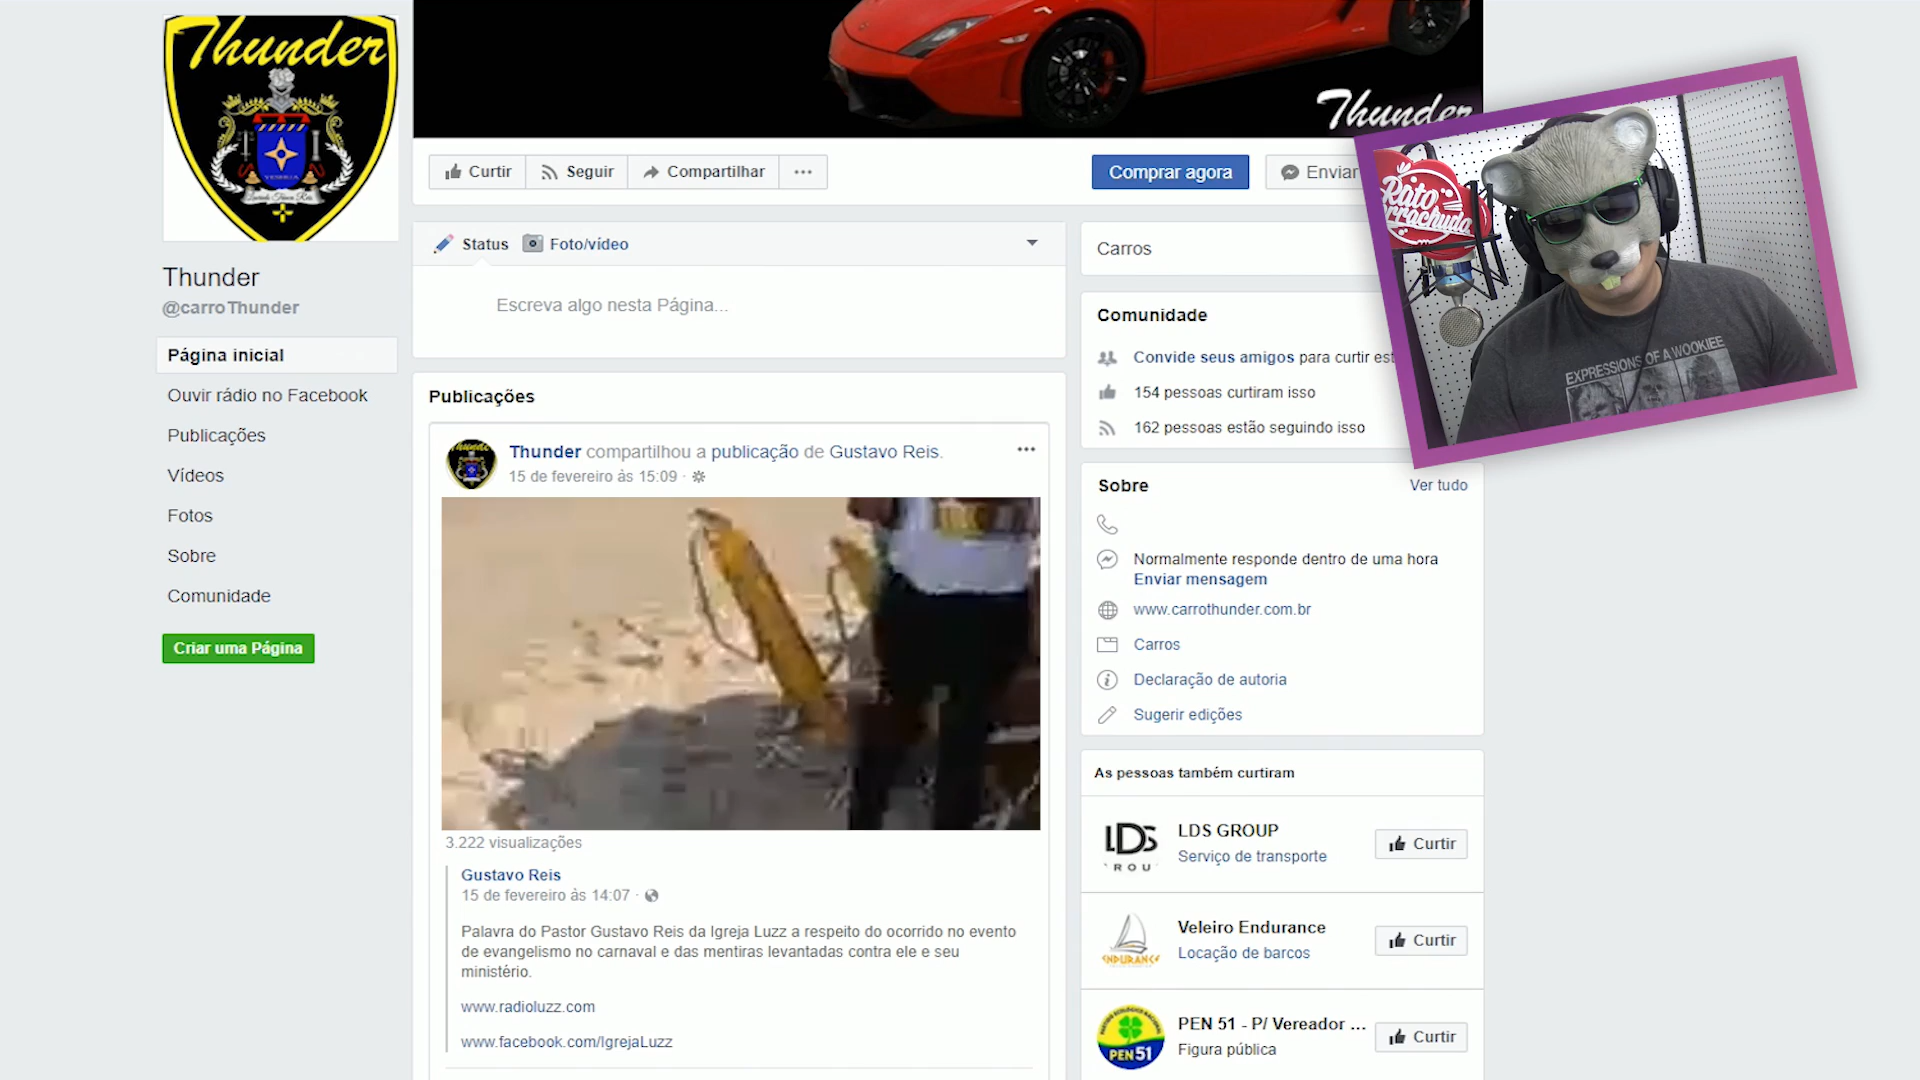 Thunder
Thunder
Thunder
@carroThunder
Página inicial
Ouvir rádio no Facebook
Publicações
Vídeos
Fotos
Sobre
Comunidade
Criar uma Página
Curtir
Seguir
Compartilhar
Comprar agora
Enviar
Status
Foto/vídeo
Escreva algo nesta Página...
Publicações
Thunder compartilhou a publicação de Gustavo Reis.
15 de fevereiro às 15:09
3.222 visualizações
Gustavo Reis
15 de fevereiro às 14:07
Palavra do Pastor Gustavo Reis da Igreja Luzz a respeito do ocorrido no evento
de evangelismo no carnaval e das mentiras levantadas contra ele e seu
ministério.
www.radioluzz.com
www.facebook.com/IgrejaLuzz
Carros
Comunidade
Convide seus amigos para curtir est
154 pessoas curtiram isso
162 pessoas estão seguindo isso
Sobre
Ver tudo
Normalmente responde dentro de uma hora
Enviar mensagem
www.carrothunder.com.br
Carros
Declaração de autoria
Sugerir edições
As pessoas também curtiram
LDS
ROU
LDS GROUP
Serviço de transporte
Curtir
ENDURANCE
Veleiro Endurance
Locação de barcos
Curtir
PEN 51
PEN 51 - P/ Vereador ...
Figura pública
Curtir
Rato
EXPRESSIONS OF A WOOKIEE